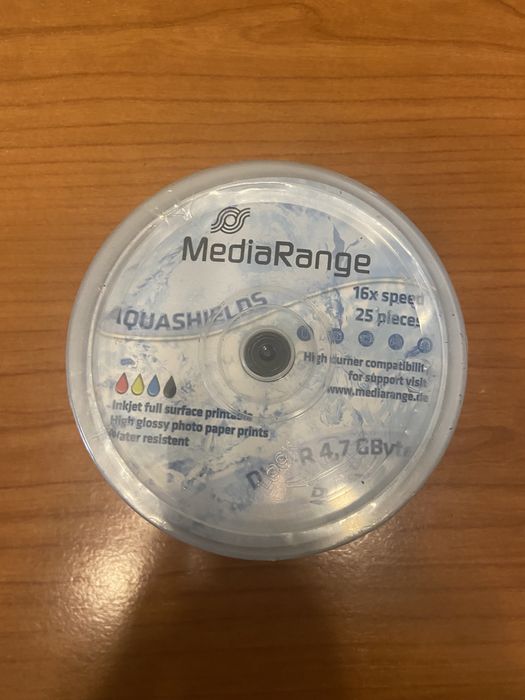 MediaRange
AQUASHIELDS
16x speed
25 pieces
High burner compatibility
for support visit
www.mediarange.de
Inkjet full surface printable
High glossy photo paper prints
Water resistent
R 4,7 GByte